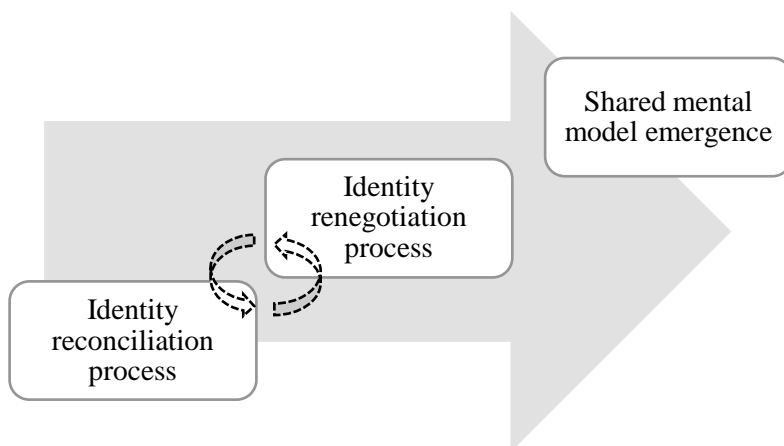 Shared mental
model emergence
Identity
renegotiation
process
Identity
reconciliation
process